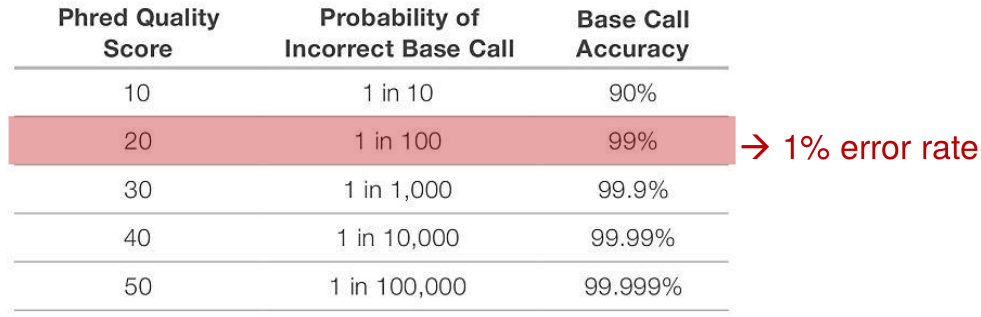 Phred Quality Score Probability of Incorrect Base Call Base Call Accuracy
10 1 in 10 90%
20 1 in 100 99% → 1% error rate
30 1 in 1,000 99.9%
40 1 in 10,000 99.99%
50 1 in 100,000 99.999%